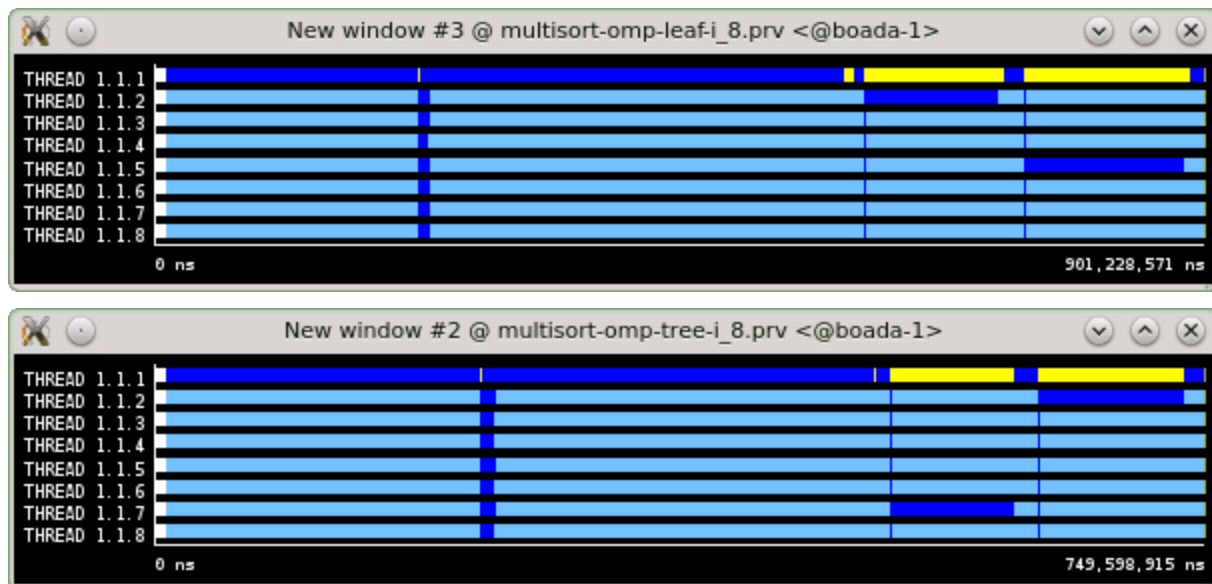 New window #3 @ multisort-omp-leaf-i_8.prv <@boada-1>
THREAD 1.1.1
THREAD 1.1.2
THREAD 1.1.3
THREAD 1.1.4
THREAD 1.1.5
THREAD 1.1.6
THREAD 1.1.7
THREAD 1.1.8
0 ns 901,228,571 ns
New window #2 @ multisort-omp-tree-i_8.prv <@boada-1>
THREAD 1.1.1
THREAD 1.1.2
THREAD 1.1.3
THREAD 1.1.4
THREAD 1.1.5
THREAD 1.1.6
THREAD 1.1.7
THREAD 1.1.8
0 ns 749,598,915 ns